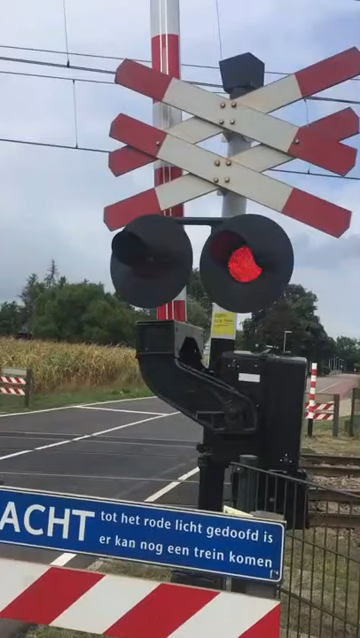 ACHT tot het rode licht gedoofd is
er kan nog een trein komen